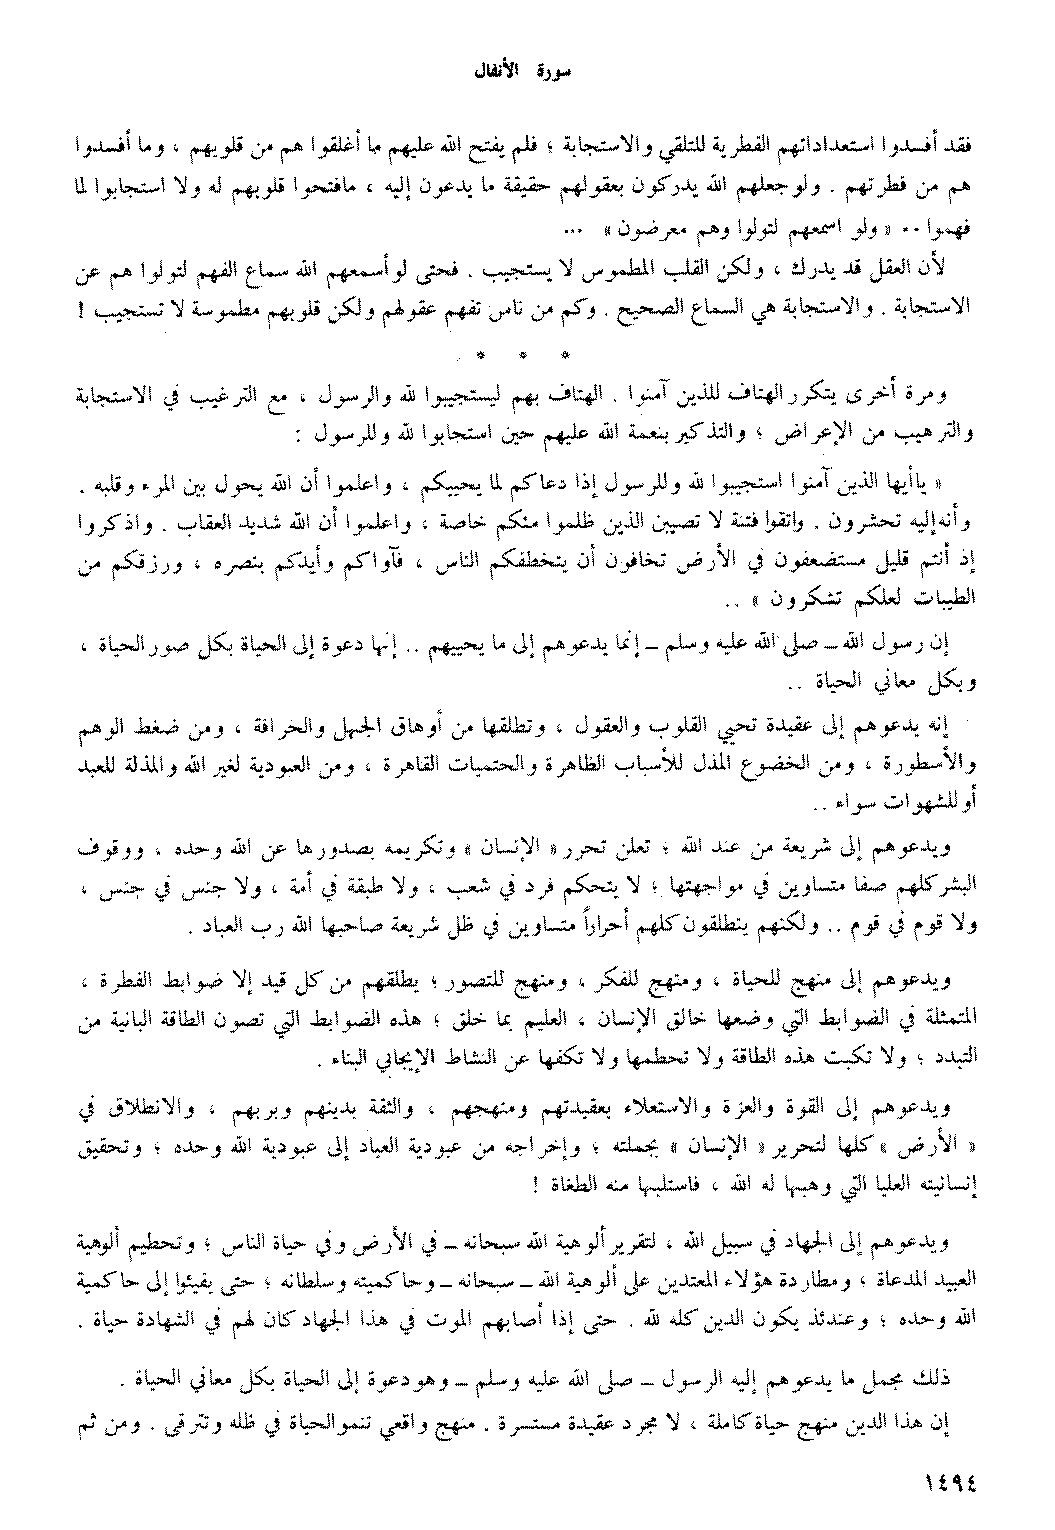 سورة الأنفال
فقد أفسدوا استعداداتهم الفطرية للتلقي والاستجابة ؛ فلم يفتح الله عليهم ما أغلقوا هم من قلوبهم ، وما أفسدوا
هم من فطرتهم . ولو جعلهم الله يدركون بعقولهم حقيقة ما يدعون إليه ، مافتحوا قلوبهم له ولا استجابوا لما
فهموا .. « ولو اسمعهم لتولوا وهم معرضون » ...
لأن العقل قد يدرك ، ولكن القلب المطموس لا يستجيب . فحتى لو أسمعهم الله سماع الفهم لتولوا هم عن
الاستجابة . والاستجابة هي السماع الصحيح . وكم من ناس تفهم عقولهم ولكن قلوبهم مطموسة لا تستجيب !
* * *
ومرة أخرى يتكرر الهتاف للذين آمنوا . الهتاف بهم ليستجيبوا لله والرسول ، مع الترغيب في الاستجابة
والترهيب من الإعراض ؛ والتذكير بنعمة الله عليهم حين استجابوا لله وللرسول :
« ياأيها الذين آمنوا استجيبوا لله وللرسول إذا دعاكم لما يحييكم ، واعلموا أن الله يحول بين المرء وقلبه .
وأنه إليه تحشرون . واتقوا فتنة لا تصيبن الذين ظلموا منكم خاصة ، واعلموا أن الله شديد العقاب . واذكروا
إذ أنتم قليل مستضعفون في الأرض تخافون أن يتخطفكم الناس ، فآواكم وأيدكم بنصره ، ورزقكم من
الطيبات لعلكم تشكرون » ..
إن رسول الله ـ صلى الله عليه وسلم ـ إنما يدعوهم إلى ما يحييهم .. إنها دعوة إلى الحياة بكل صور الحياة ،
وبكل معاني الحياة ..
إنه يدعوهم إلى عقيدة تحيي القلوب والعقول ، وتطلقها من أوهاق الجهل والخرافة ، ومن ضغط الوهم
والأسطورة ، ومن الخضوع المذل للأسباب الظاهرة والحتميات القاهرة ، ومن العبودية لغير الله والمذلة للعبد
أو للشهوات سواء ..
ويدعوهم إلى شريعة من عند الله ؛ تعلن تحرر « الإنسان » وتكريمه بصدورها عن الله وحده ، ووقوف
البشر كلهم صفا متساوين في مواجهتها ؛ لا يتحكم فرد في شعب ، ولا طبقة في أمة ، ولا جنس في جنس ،
ولا قوم في قوم .. ولكنهم ينطلقون كلهم أحراراً متساوين في ظل شريعة صاحبها الله رب العباد .
ويدعوهم إلى منهج للحياة ، ومنهج للفكر ، ومنهج للتصور ؛ يطلقهم من كل قيد إلا ضوابط الفطرة ،
المتمثلة في الضوابط التي وضعها خالق الإنسان ، العليم بما خلق ؛ هذه الضوابط التي تصون الطاقة البانية من
التبدد ؛ ولا تكبت هذه الطاقة ولا تحطمها ولا تكفها عن النشاط الإيجابي البناء .
ويدعوهم إلى القوة والعزة والاستعلاء بعقيدتهم ومنهجهم ، والثقة بدينهم وبربهم ، والانطلاق في
« الأرض » كلها لتحرير « الإنسان » بجملته ؛ وإخراجه من عبودية العباد إلى عبودية الله وحده ؛ وتحقيق
إنسانيته العليا التي وهبها له الله ، فاستلبها منه الطغاة !
ويدعوهم إلى الجهاد في سبيل الله ، لتقرير ألوهية الله سبحانه ـ في الأرض وفي حياة الناس ؛ وتحطيم ألوهية
العبيد المدعاة ؛ ومطاردة هؤلاء المعتدين على ألوهية الله ـ سبحانه ـ وحاكميته وسلطانه ؛ حتى يفيئوا إلى حاكمية
الله وحده ؛ وعندئذ يكون الدين كله لله . حتى إذا أصابهم الموت في هذا الجهاد كان لهم في الشهادة حياة .
ذلك مجمل ما يدعوهم إليه الرسول ـ صلى الله عليه وسلم ـ وهو دعوة إلى الحياة بكل معاني الحياة .
إن هذا الدين منهج حياة كاملة ، لا مجرد عقيدة مستسرة . منهج واقعي تنمو الحياة في ظله وتترقى . ومن ثم
١٤٩٤